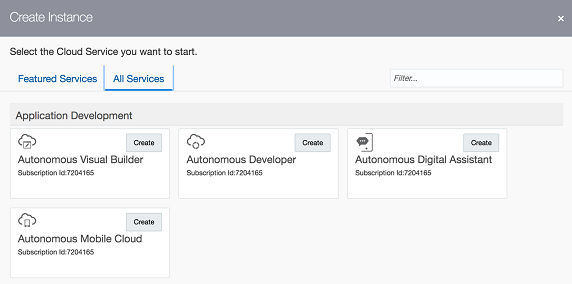 Create Instance
×
Select the Cloud Service you want to start.
Featured Services
All Services
Filter...
Application Development
Create
Autonomous Visual Builder
Subscription Id:7204165
Create
Autonomous Developer
Subscription Id:7204165
Create
Autonomous Digital Assistant
Subscription Id:7204165
Create
Autonomous Mobile Cloud
Subscription Id:7204165